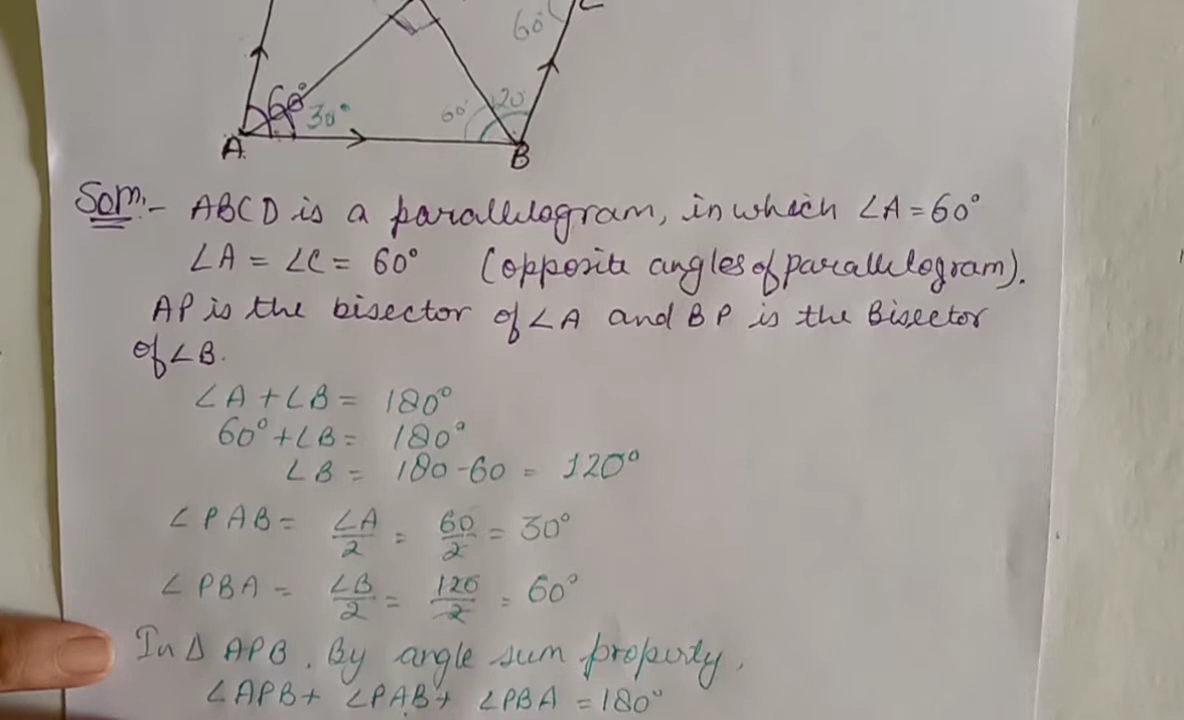 60°
C
60° 30° 60° 120°
A B
Som:- ABCD is a parallelogram, in which ∠A=60°
∠A = ∠C = 60° (opposite angles of parallelogram).
AP is the bisector of ∠A and BP is the Bisector
of ∠B.
∠A + ∠B = 180°
60° + ∠B = 180°
∠B = 180 - 60 = 120°
∠PAB = ∠A/2 = 60/2 = 30°
∠PBA = ∠B/2 = 120/2 = 60°
In Δ APB. By angle sum property,
∠APB + ∠PAB + ∠PBA = 180°